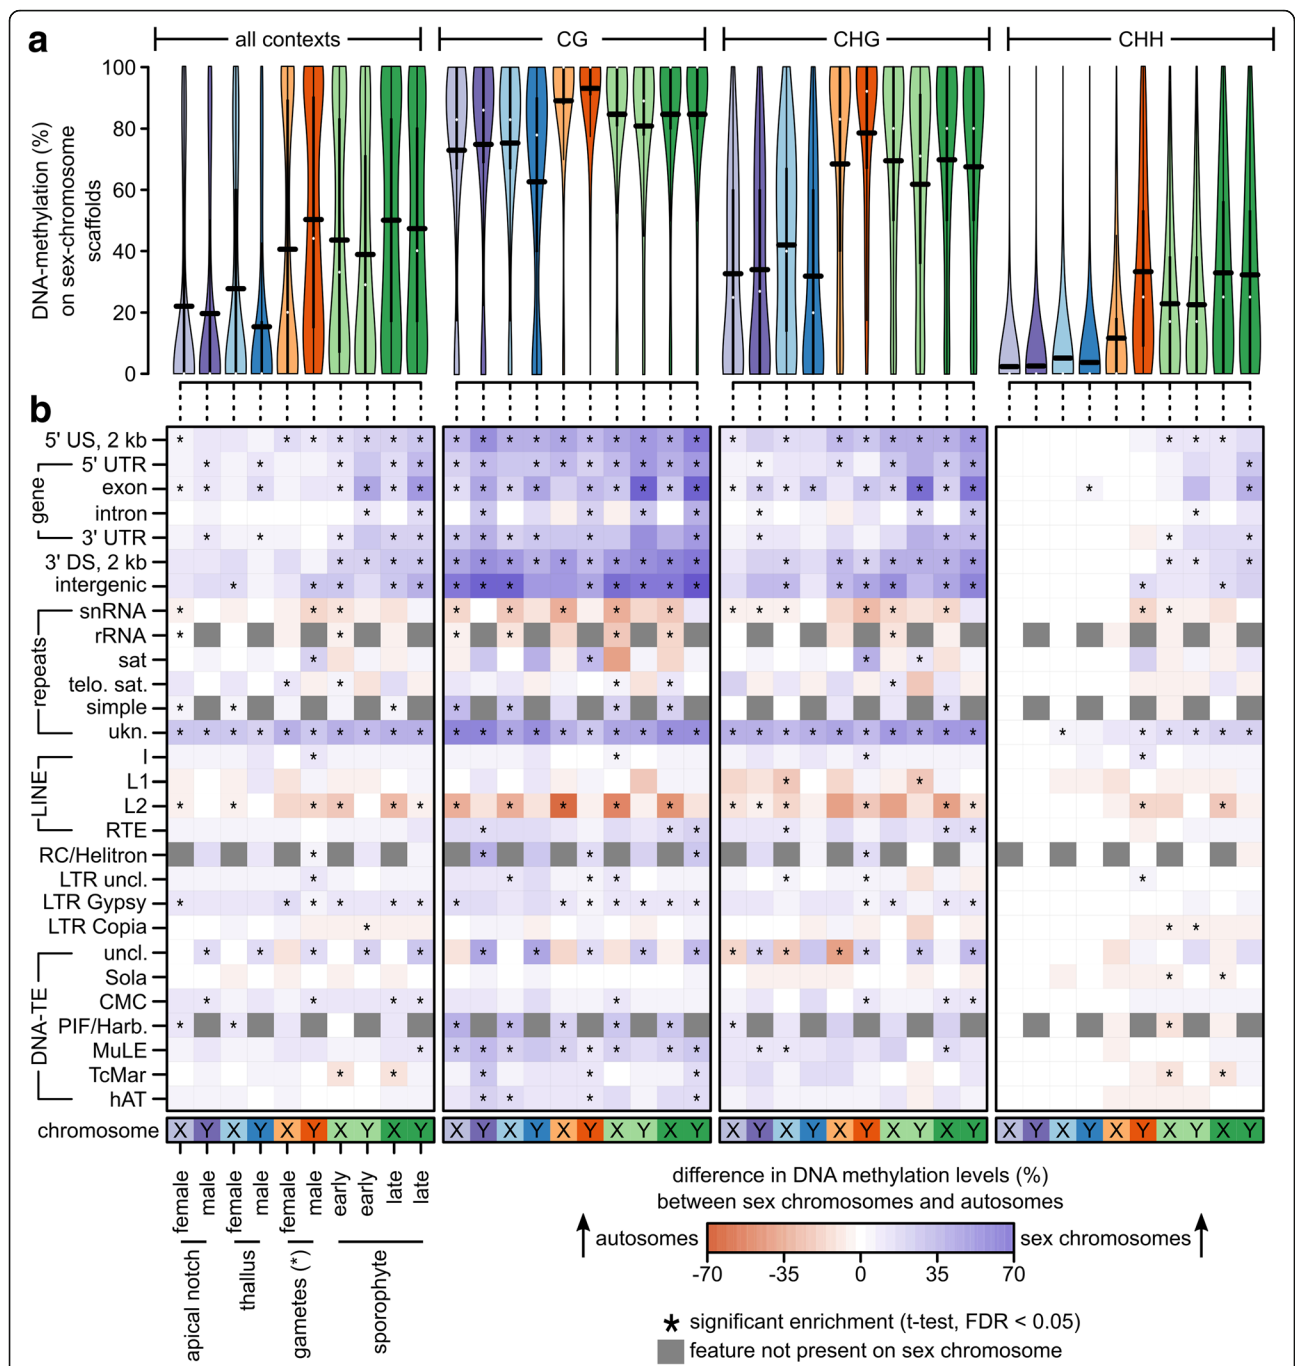 a
all contexts
CG
CHG
CHH
DNA-methylation (%)
on sex-chromosome
scaffolds
100
80
60
40
20
0
b
5' US, 2 kb
gene
5' UTR
exon
intron
3' UTR
3' DS, 2 kb
intergenic
repeats
snRNA
rRNA
sat
telo. sat.
simple
ukn.
LINE
I
L1
L2
RTE
RC/Helitron
LTR uncl.
LTR Gypsy
LTR Copia
DNA-TE
uncl.
Sola
CMC
PIF/Harb.
MuLE
TcMar
hAT
chromosome X Y X Y X Y X Y X Y X Y X Y X Y X Y X Y X Y X Y X Y X Y X Y X Y X Y X Y X Y X Y
female male female male female male early early late late
apical notch
thallus
gametes (*)
sporophyte
difference in DNA methylation levels (%)
between sex chromosomes and autosomes
autosomes
sex chromosomes
-70 -35 0 35 70
* significant enrichment (t-test, FDR < 0.05)
feature not present on sex chromosome